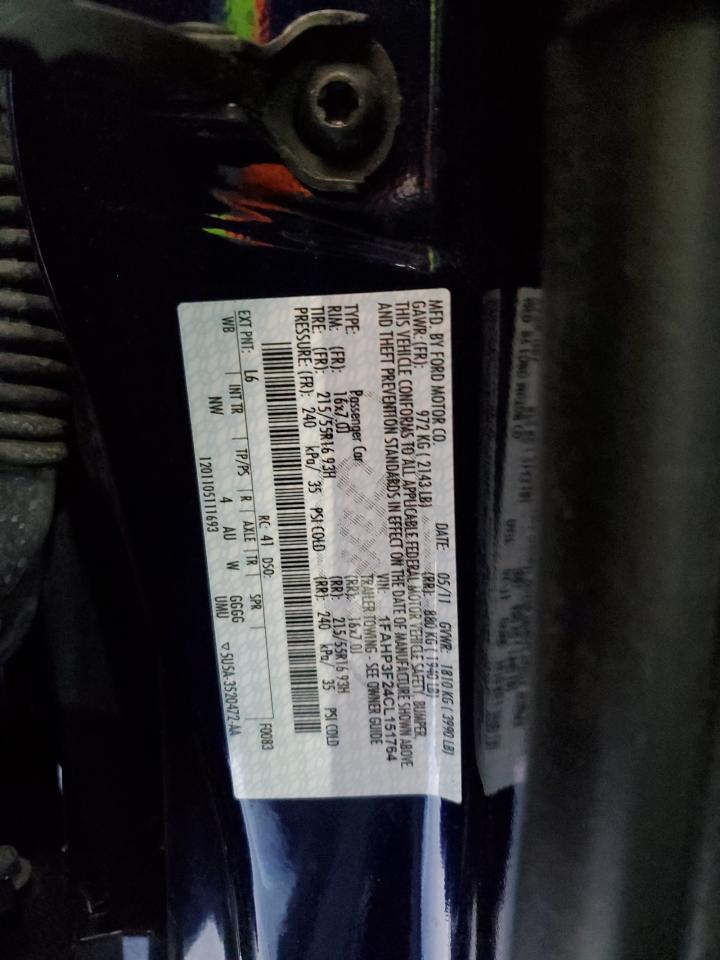 MFD. BY FORD MOTOR CO. DATE: 05/11 GVWR: 1810 KG ( 3990 LB)
GAWR: (FR): 972 KG ( 2143 LB) (RR): 880 KG ( 1940 LB)
THIS VEHICLE CONFORMS TO ALL APPLICABLE FEDERAL MOTOR VEHICLE SAFETY, BUMPER,
AND THEFT PREVENTION STANDARDS IN EFFECT ON THE DATE OF MANUFACTURE SHOWN ABOVE.
VIN: 1FAHP3F24CL151764
TYPE: Passenger Car TRAILER TOWING - SEE OWNER GUIDE
RIM: (FR): 16x7.0J (RR): 16x7.0J
TIRE: (FR): 215/55R16 93H (RR): 215/55R16 93H
PRESSURE: (FR): 240 kPa/ 35 PSI COLD (RR): 240 kPa/ 35 PSI COLD
F0083
EXT PNT: L6 RC: 41 DSO:
WB INT TR TP/PS R AXLE TR SPR
NW 4 AU W GGGG
UMU
1201105111693 ▽5U5A-3520472-AA